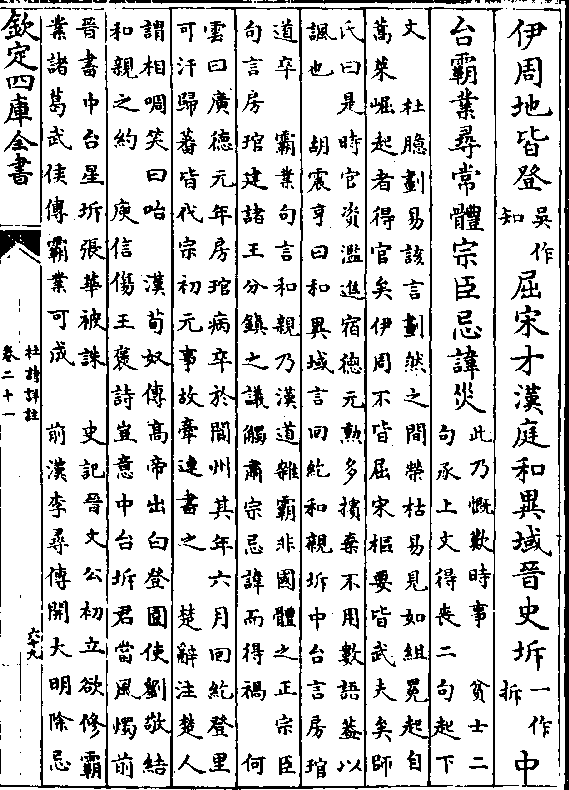 伊周地皆登
吳作
知
屈宋才漢庭和異域晉史坼
一作
拆
中
台霸業尋常體宗臣忌諱災
此乃慨歎時事 貧士二
句承上文得喪二句起下
文 杜臆劃易該言劃然之間榮枯易見如組冕起自
蒿萊崛起者得官矣伊周不皆屈宋樞要皆武夫矣師
氏曰是時官資濫進宿德元勲多擯棄不用數語蓋以
諷也 胡震亨曰和異域言回紇和親坼中台言房琯
道卒 霸業句言和親乃漢道雜霸非國體之正宗臣
句言房琯建諸王分鎮之議觸肅宗忌諱而得禍 何
雲曰廣德元年房琯病卒於閬州其年六月回紇登里
可汗歸蕃皆代宗初元事故牽連書之 楚辭注楚人
謂相啁笑曰咍 漢荀奴傳高帝出白登圍使劉敬結
和親之約 庾信傷王褒詩豈意中台坼君當風燭前
晉書中台星坼張華被誅 史記晉文公初立欲修霸
業諸葛武侯傳霸業可成 前漢李尋傳開大明除忌
欽定四庫全書
杜詩詳註
卷二十一
六十九